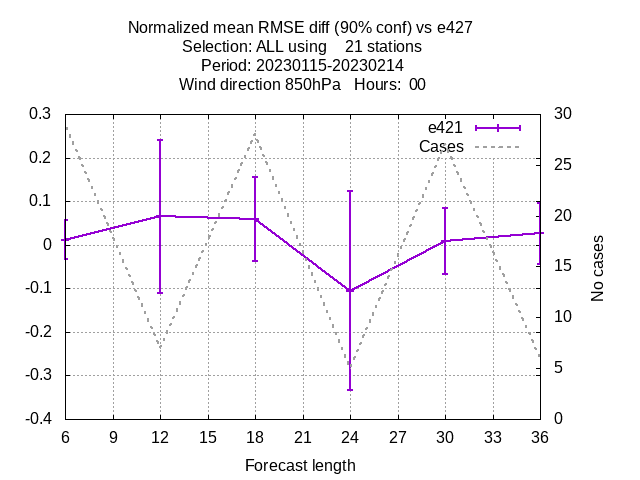 Normalized mean RMSE diff (90% conf) vs e427
Selection: ALL using    21 stations
Period: 20230115-20230214
Wind direction 850hPa   Hours:  00
0.3
0.2
0.1
0
-0.1
-0.2
-0.3
-0.4
e421
Cases
30
25
20
15
10
5
0
No cases
6 9 12 15 18 21 24 27 30 33 36
Forecast length